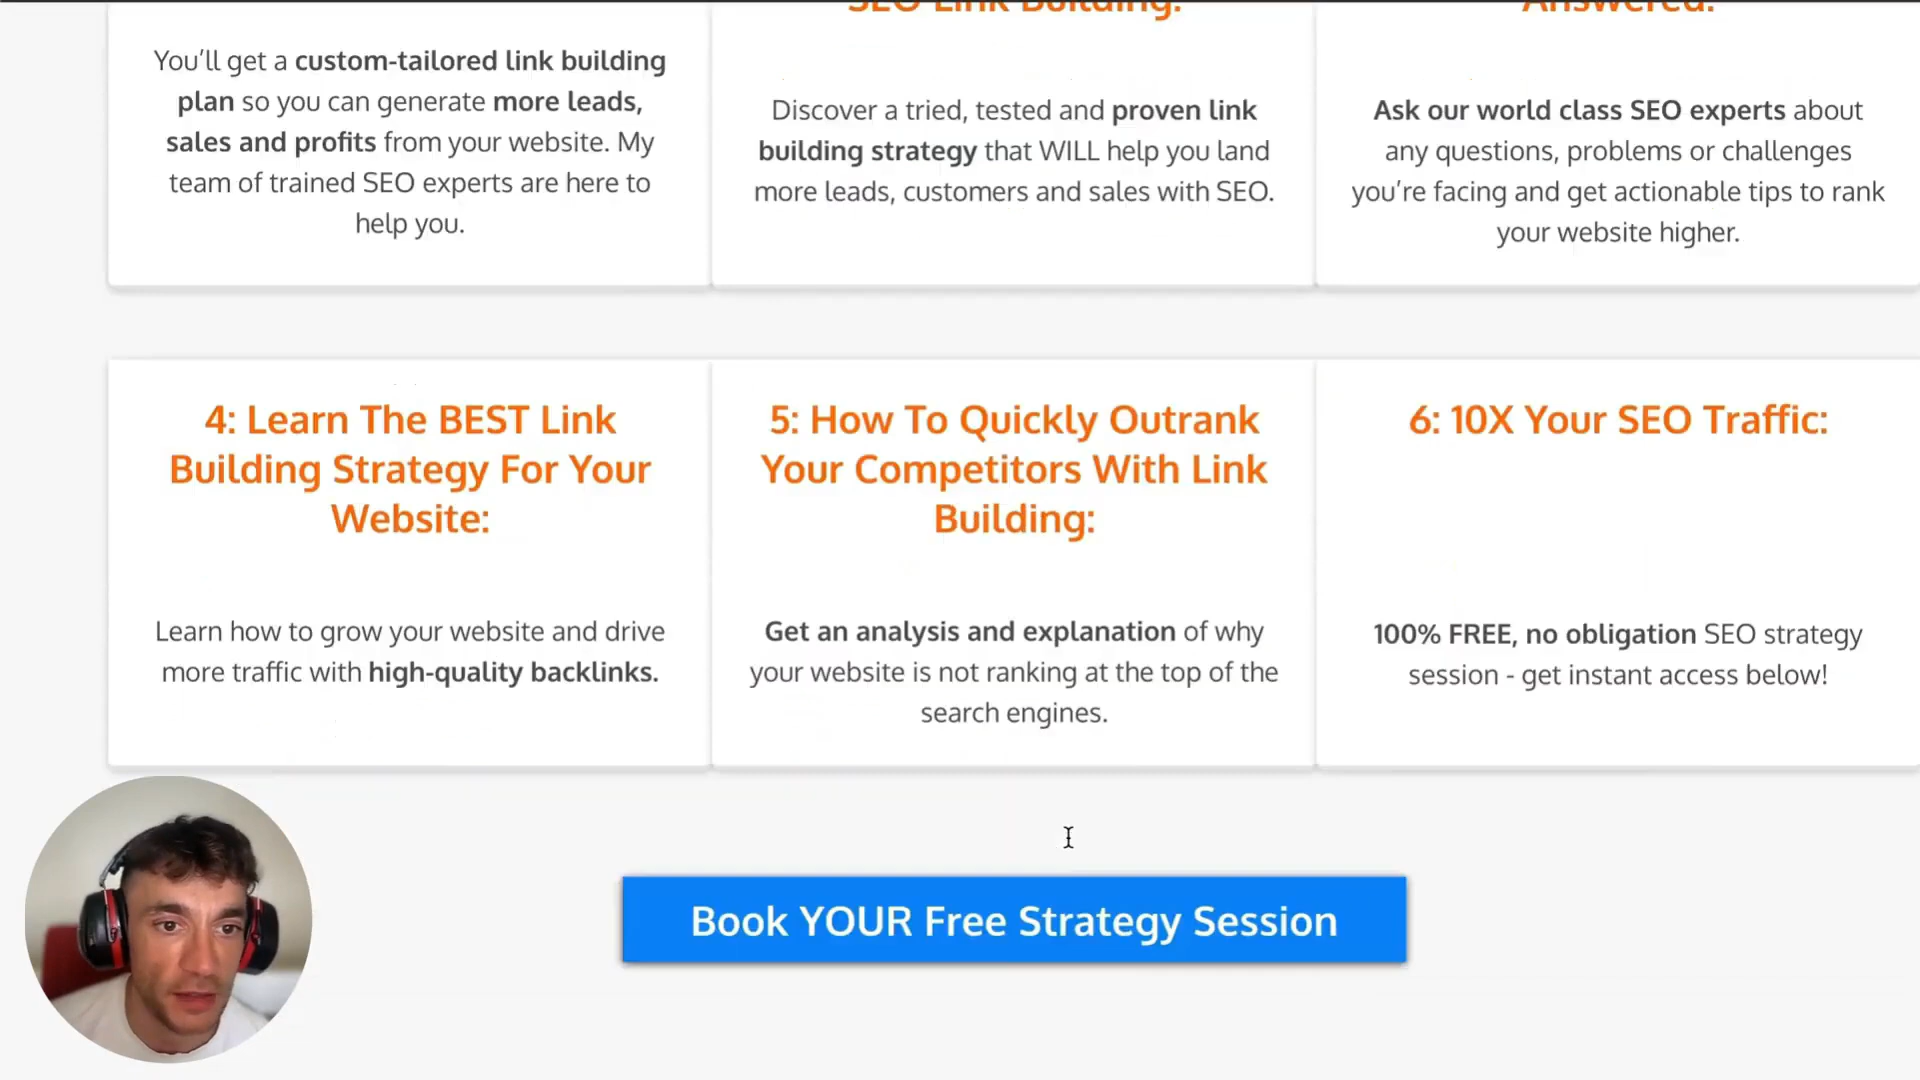 SEO Link Building:
Answered:
You'll get a custom-tailored link building
plan so you can generate more leads,
sales and profits from your website. My
team of trained SEO experts are here to
help you.
Discover a tried, tested and proven link
building strategy that WILL help you land
more leads, customers and sales with SEO.
Ask our world class SEO experts about
any questions, problems or challenges
you're facing and get actionable tips to rank
your website higher.
4: Learn The BEST Link
Building Strategy For Your
Website:
Learn how to grow your website and drive
more traffic with high-quality backlinks.
5: How To Quickly Outrank
Your Competitors With Link
Building:
Get an analysis and explanation of why
your website is not ranking at the top of the
search engines.
6: 10X Your SEO Traffic:
100% FREE, no obligation SEO strategy
session - get instant access below!
Book YOUR Free Strategy Session